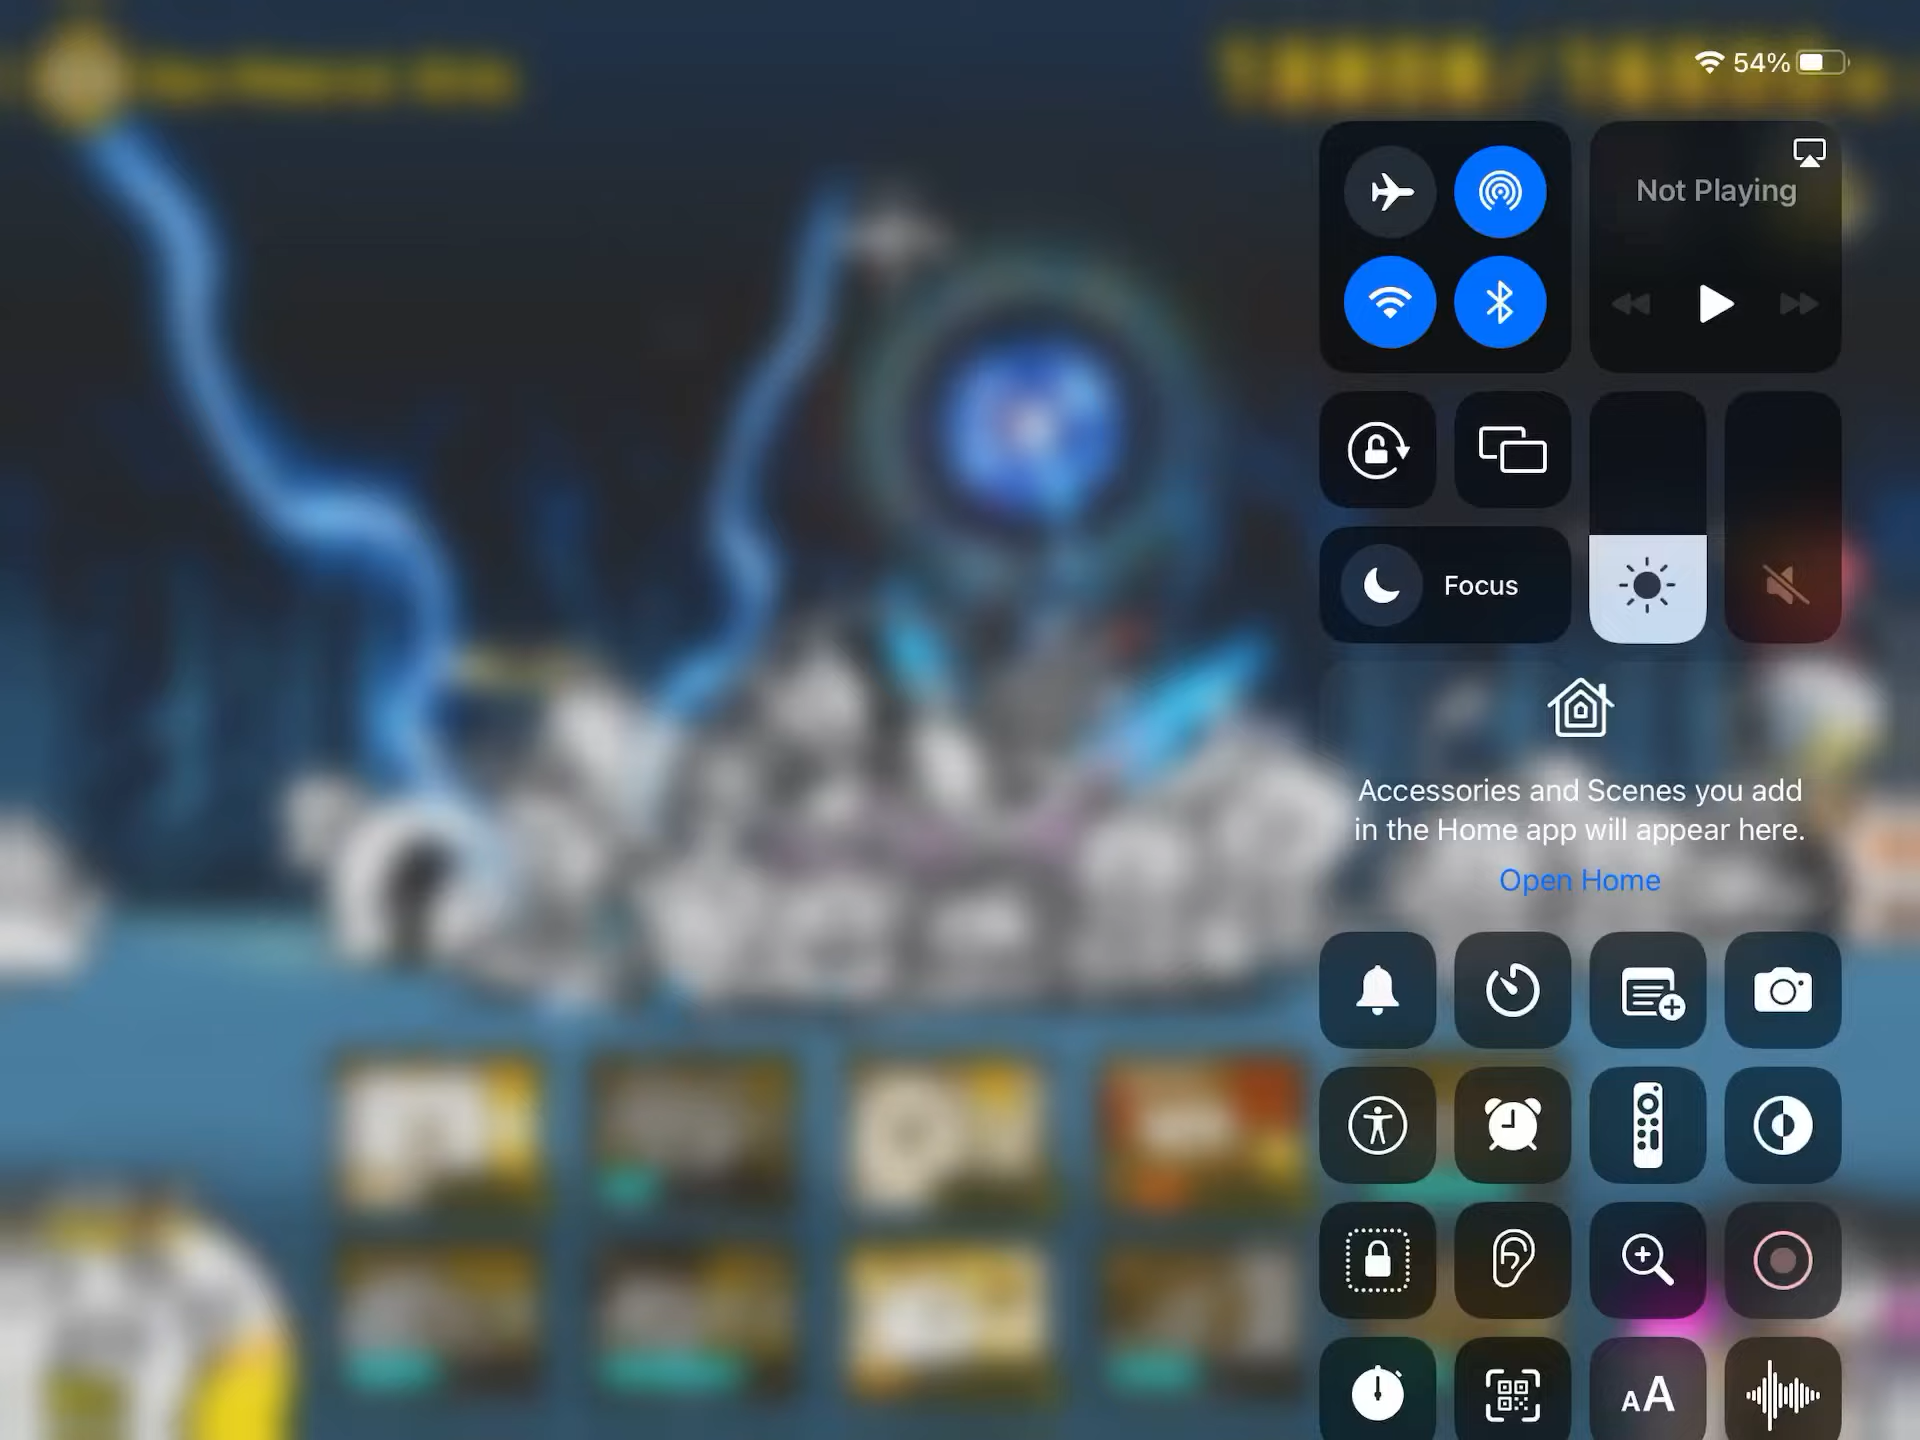 54%
Not Playing
Focus
Accessories and Scenes you add
in the Home app will appear here.
Open Home
AA